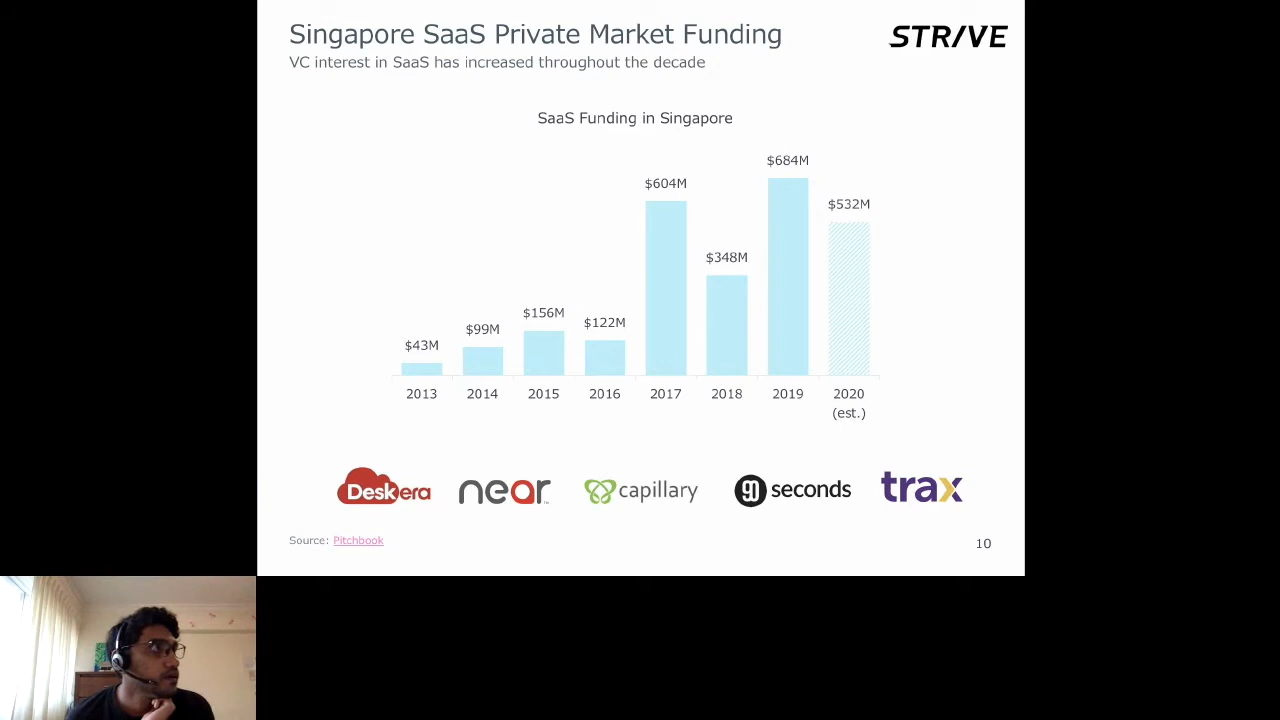 Singapore SaaS Private Market Funding
STRIVE
VC interest in SaaS has increased throughout the decade
SaaS Funding in Singapore
$43M
$99M
$156M
$122M
$604M
$348M
$684M
$532M
2013
2014
2015
2016
2017
2018
2019
2020
(est.)
Deskera
near
capillary
90 seconds
trax
Source: Pitchbook
10